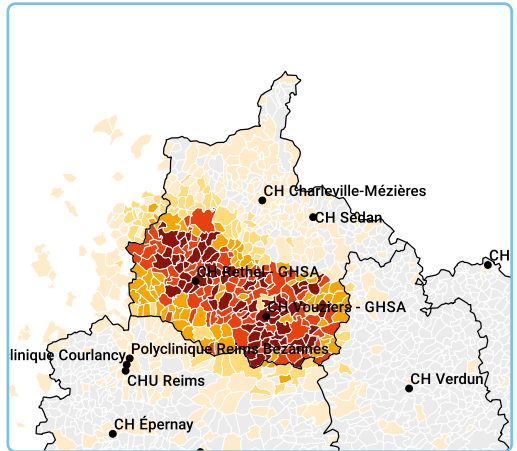 CH Charleville-Mézières
CH Sedan
CH
CH Rethel - GHSA
CH Vouziers - GHSA
Polyclinique Reims Bezannes
linique Courlancy
CHU Reims
CH Verdun
CH Épernay